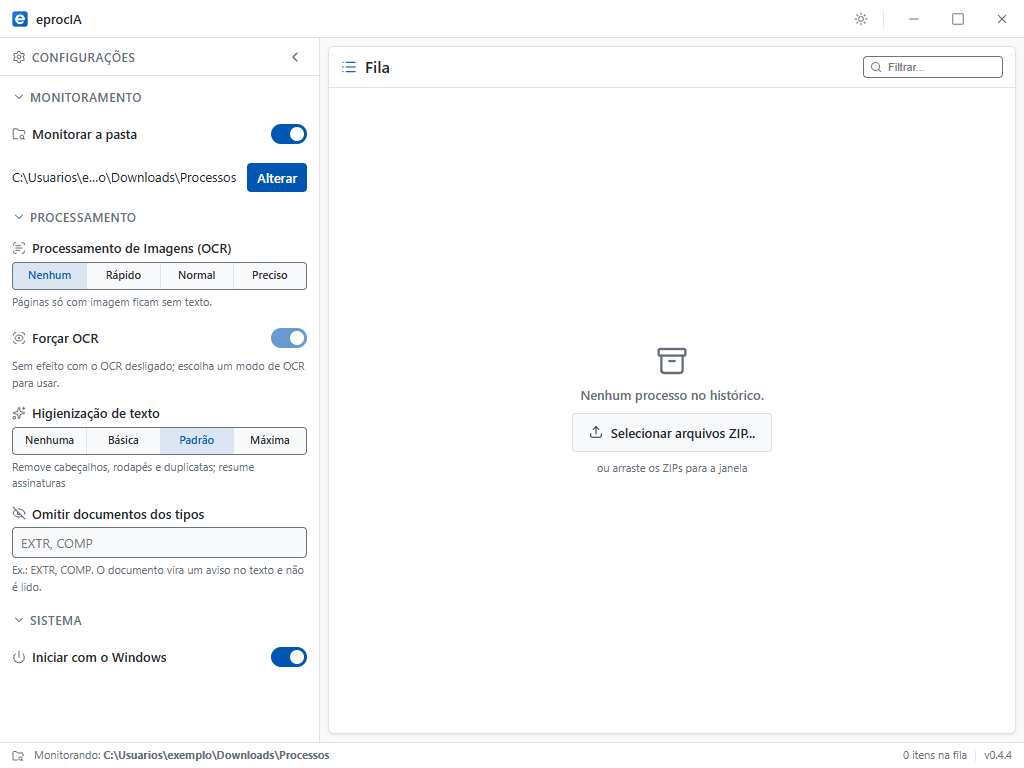 eprocIA
CONFIGURAÇÕES
MONITORAMENTO
Monitorar a pasta
C:\Usuarios\e...o\Downloads\Processos
Alterar
PROCESSAMENTO
Processamento de Imagens (OCR)
Nenhum Rápido Normal Preciso
Páginas só com imagem ficam sem texto.
Forçar OCR
Sem efeito com o OCR desligado; escolha um modo de OCR
para usar.
Higienização de texto
Nenhuma Básica Padrão Máxima
Remove cabeçalhos, rodapés e duplicatas; resume
assinaturas
Omitir documentos dos tipos
EXTR, COMP
Ex.: EXTR, COMP. O documento vira um aviso no texto e não
é lido.
SISTEMA
Iniciar com o Windows
Fila
Filtrar...
Nenhum processo no histórico.
Selecionar arquivos ZIP...
ou arraste os ZIPs para a janela
Monitorando: C:\Usuarios\exemplo\Downloads\Processos
0 itens na fila
v0.4.4